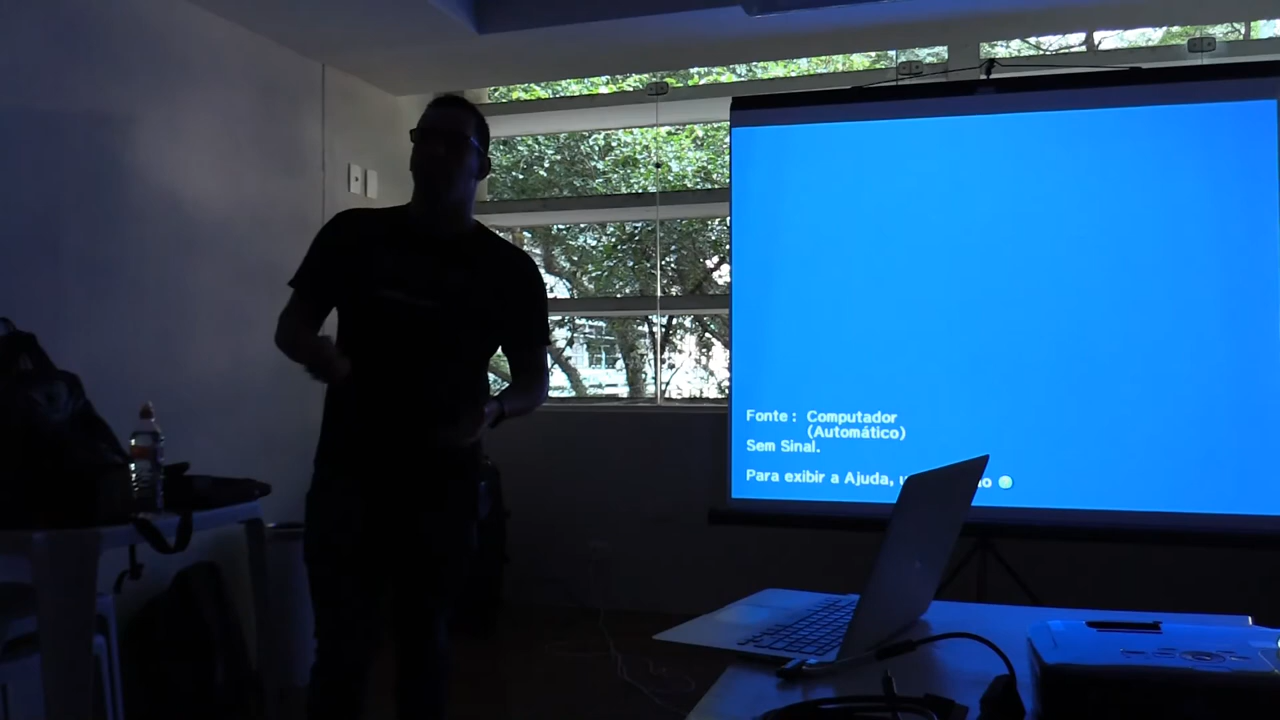 Fonte : Computador
(Automático)
Sem Sinal.
Para exibir a Ajuda,